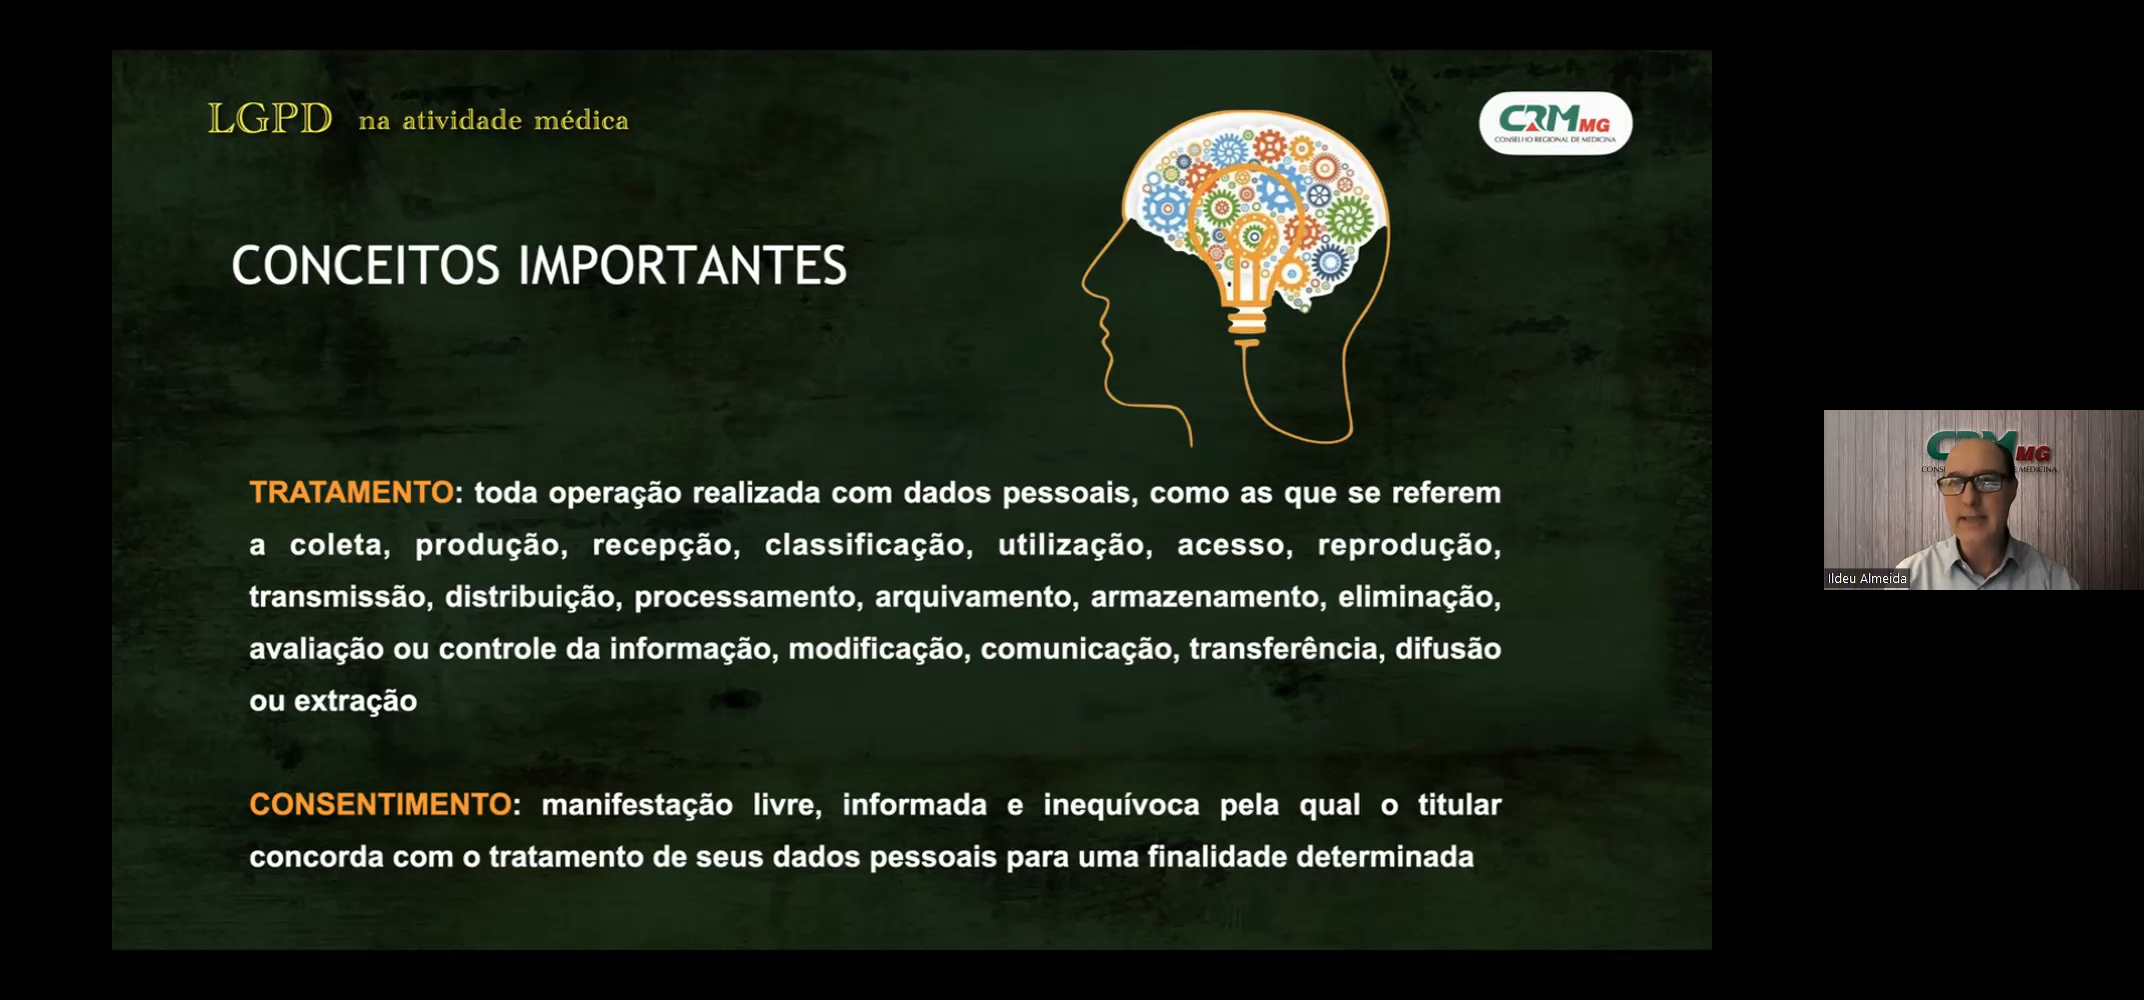 LGPD na atividade médica
CRMMG
CONSELHO REGIONAL DE MEDICINA
CONCEITOS IMPORTANTES
TRATAMENTO: toda operação realizada com dados pessoais, como as que se referem
a coleta, produção, recepção, classificação, utilização, acesso, reprodução,
transmissão, distribuição, processamento, arquivamento, armazenamento, eliminação,
avaliação ou controle da informação, modificação, comunicação, transferência, difusão
ou extração
CONSENTIMENTO: manifestação livre, informada e inequívoca pela qual o titular
concorda com o tratamento de seus dados pessoais para uma finalidade determinada
CRM MG
MEDICINA
Ildeu Almeida